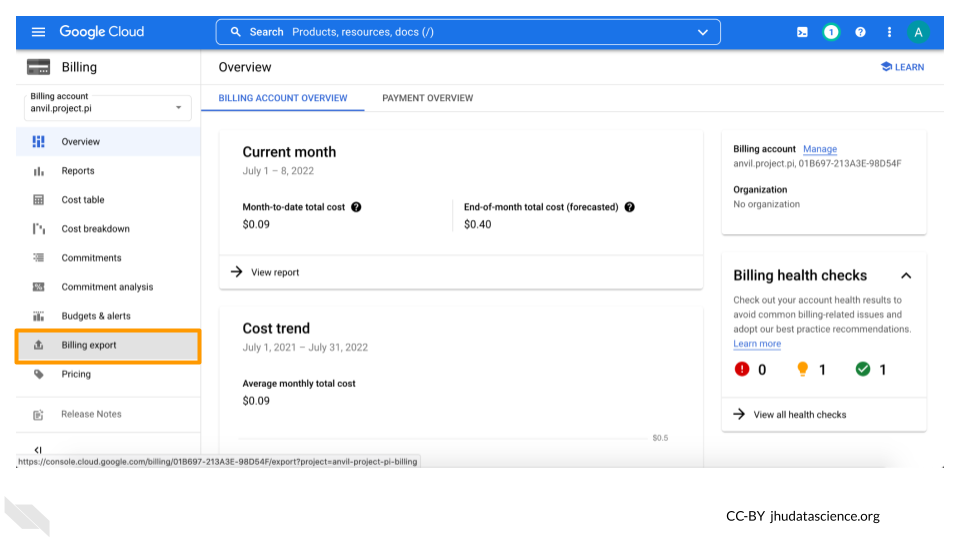 Google Cloud
Search Products, resources, docs (/)
1
A
Billing
Overview
LEARN
Billing account
anvil.project.pi
BILLING ACCOUNT OVERVIEW
PAYMENT OVERVIEW
Overview
Reports
Cost table
Cost breakdown
Commitments
Commitment analysis
Budgets & alerts
Billing export
Pricing
Release Notes
Current month
July 1 – 8, 2022
Month-to-date total cost
$0.09
End-of-month total cost (forecasted)
$0.40
View report
Cost trend
July 1, 2021 – July 31, 2022
Average monthly total cost
$0.09
$0.5
Billing account Manage
anvil.project.pi, 01B697-213A3E-98D54F
Organization
No organization
Billing health checks
Check out your account health results to
avoid common billing-related issues and
adopt our best practice recommendations.
Learn more
0
1
1
View all health checks
https://console.cloud.google.com/billing/01B697-213A3E-98D54F/export?project=anvil-project-pi-billing
CC-BY jhudatascience.org